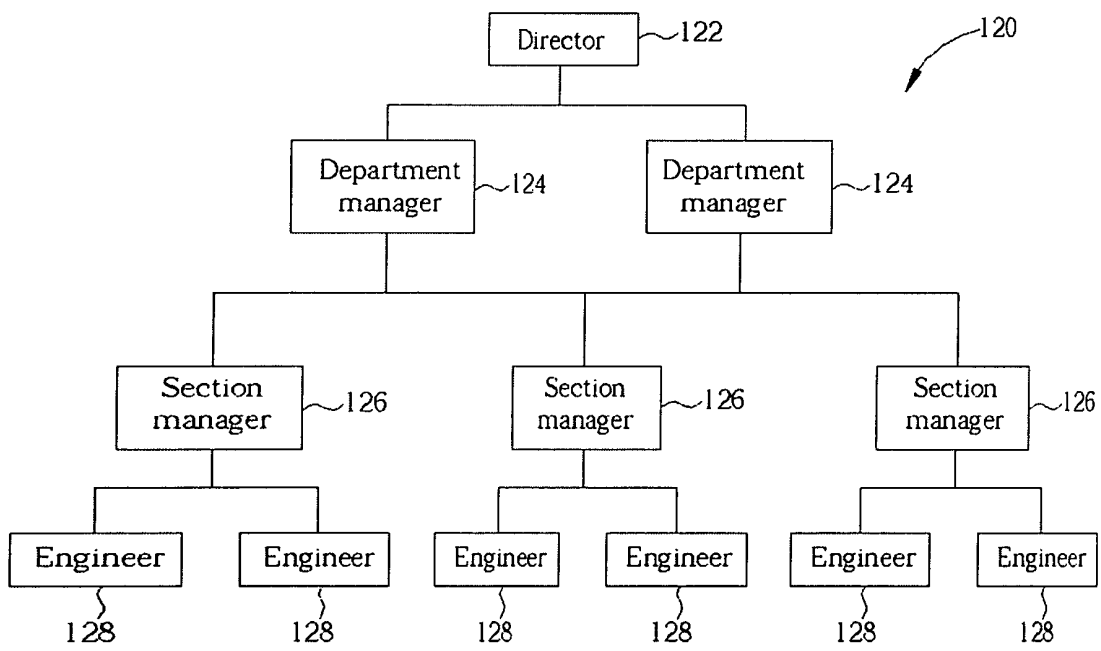 Director
122
120
Department
manager
124
Department
manager
124
Section
manager
126
Section
manager
126
Section
manager
126
Engineer
Engineer
Engineer
Engineer
Engineer
Engineer
128
128
128
128
128
128